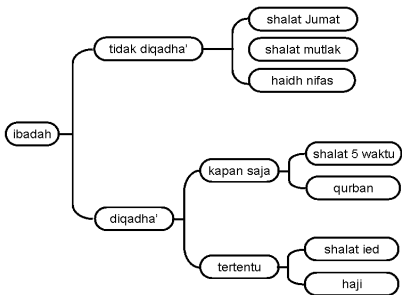 shalat Jumat
tidak diqadha'
shalat mutlak
haidh nifas
ibadah
shalat 5 waktu
kapan saja
qurban
diqadha'
shalat ied
tertentu
haji